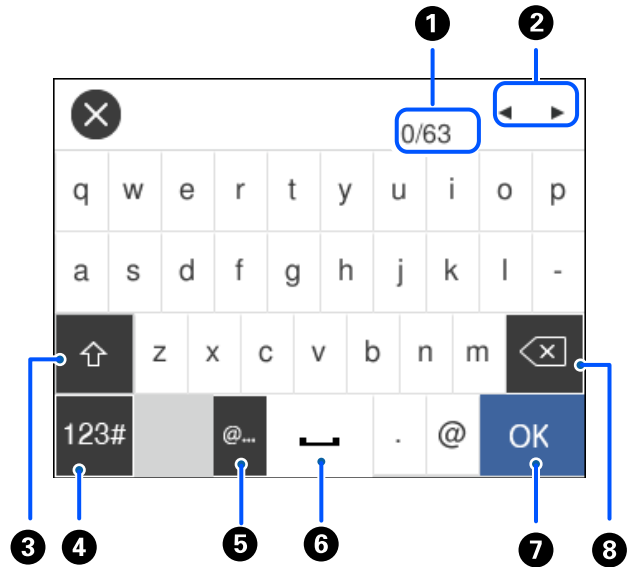 1 2
◀ ▶
0/63
q w e r t y u i o p
a s d f g h j k l -
z x c v b n m
123# @... . @ OK
3 4 5 6 7 8